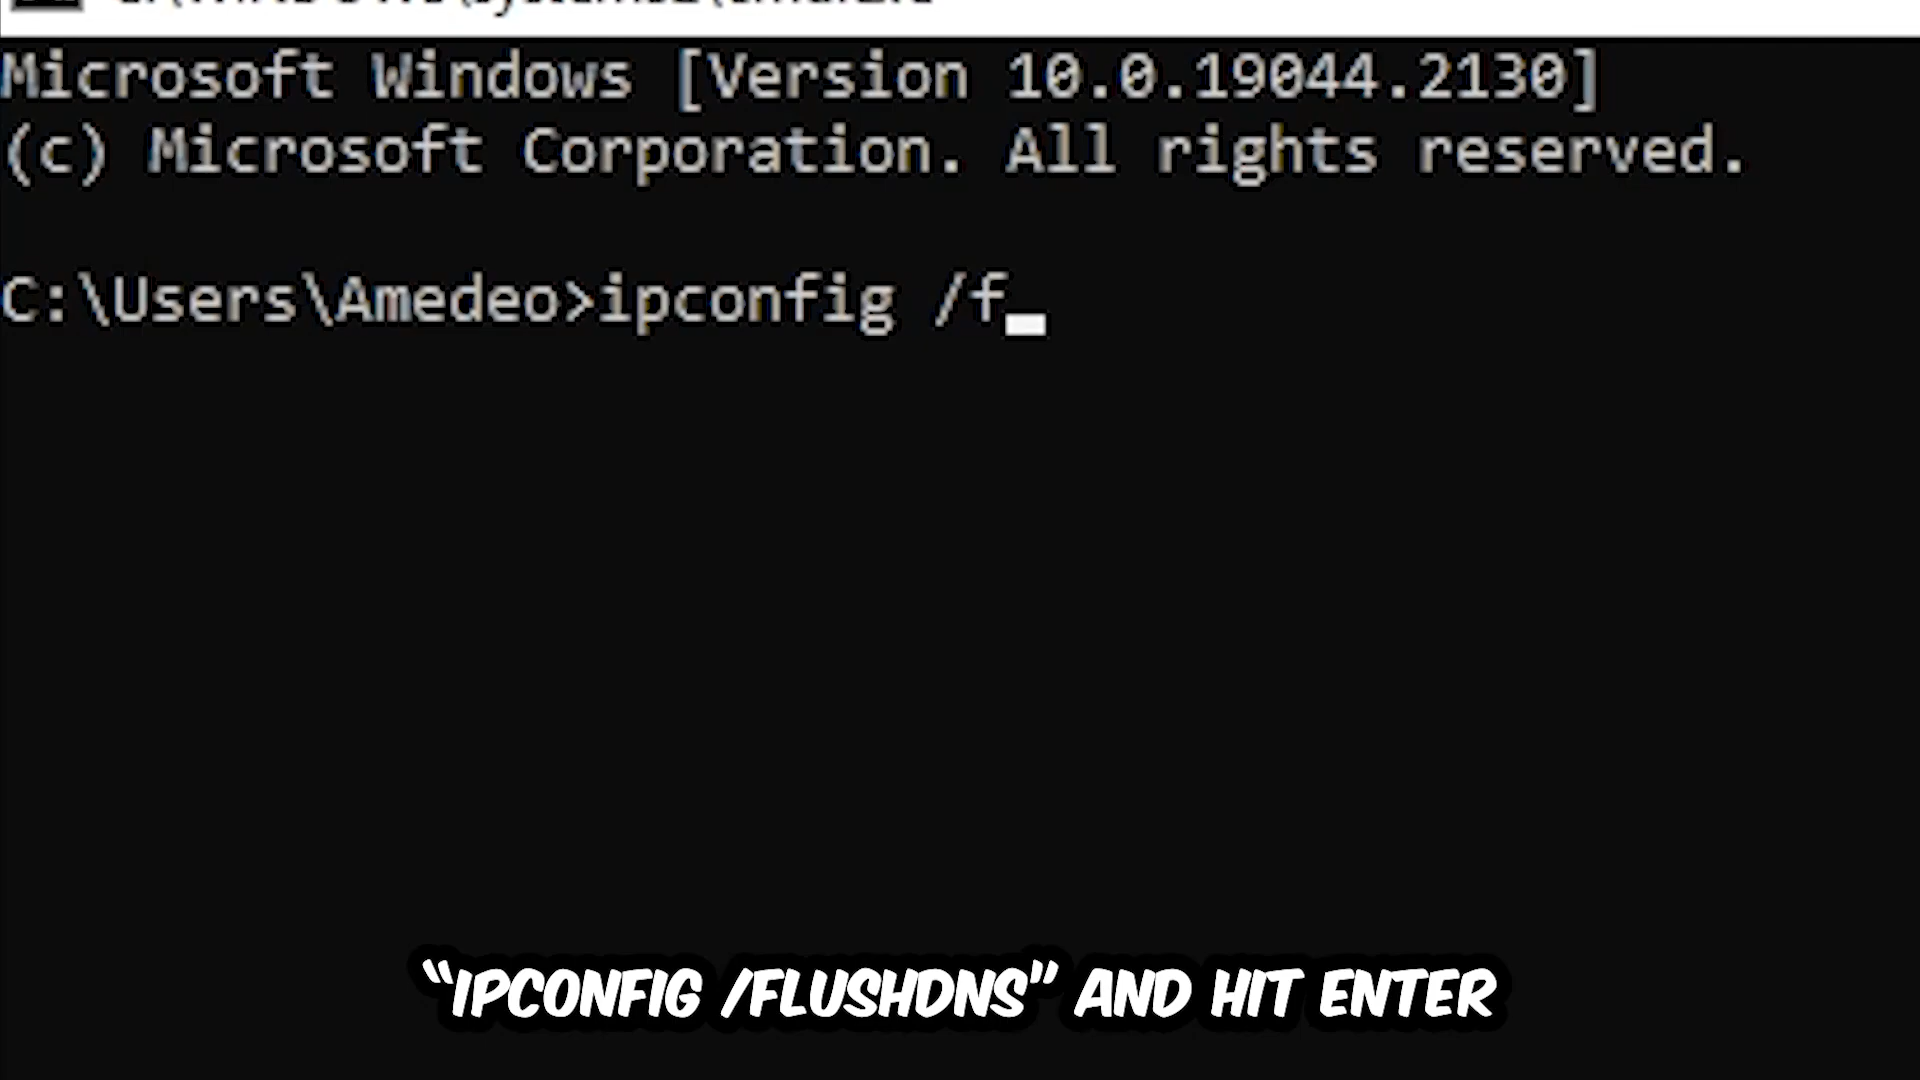 Microsoft Windows [Version 10.0.19044.2130]
(c) Microsoft Corporation. All rights reserved.
C:\Users\Amedeo>ipconfig /f
“IPCONFIG /FLUSHDNS” AND HIT ENTER